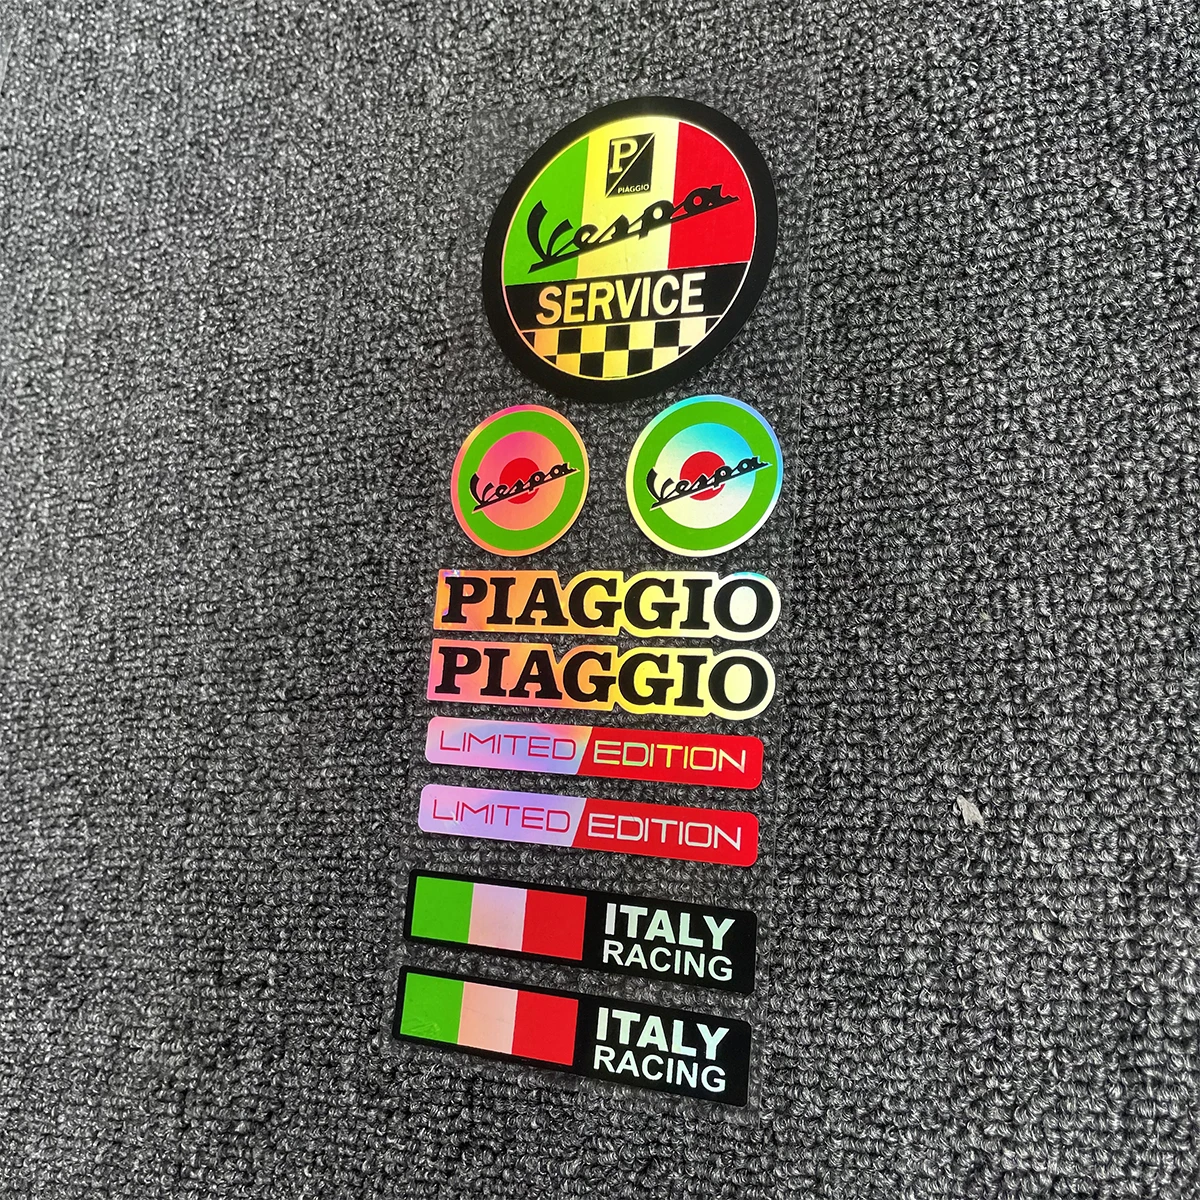 P
PIAGGIO
Vespa
SERVICE
Vespa
Vespa
PIAGGIO
PIAGGIO
LIMITED EDITION
LIMITED EDITION
ITALY
RACING
ITALY
RACING